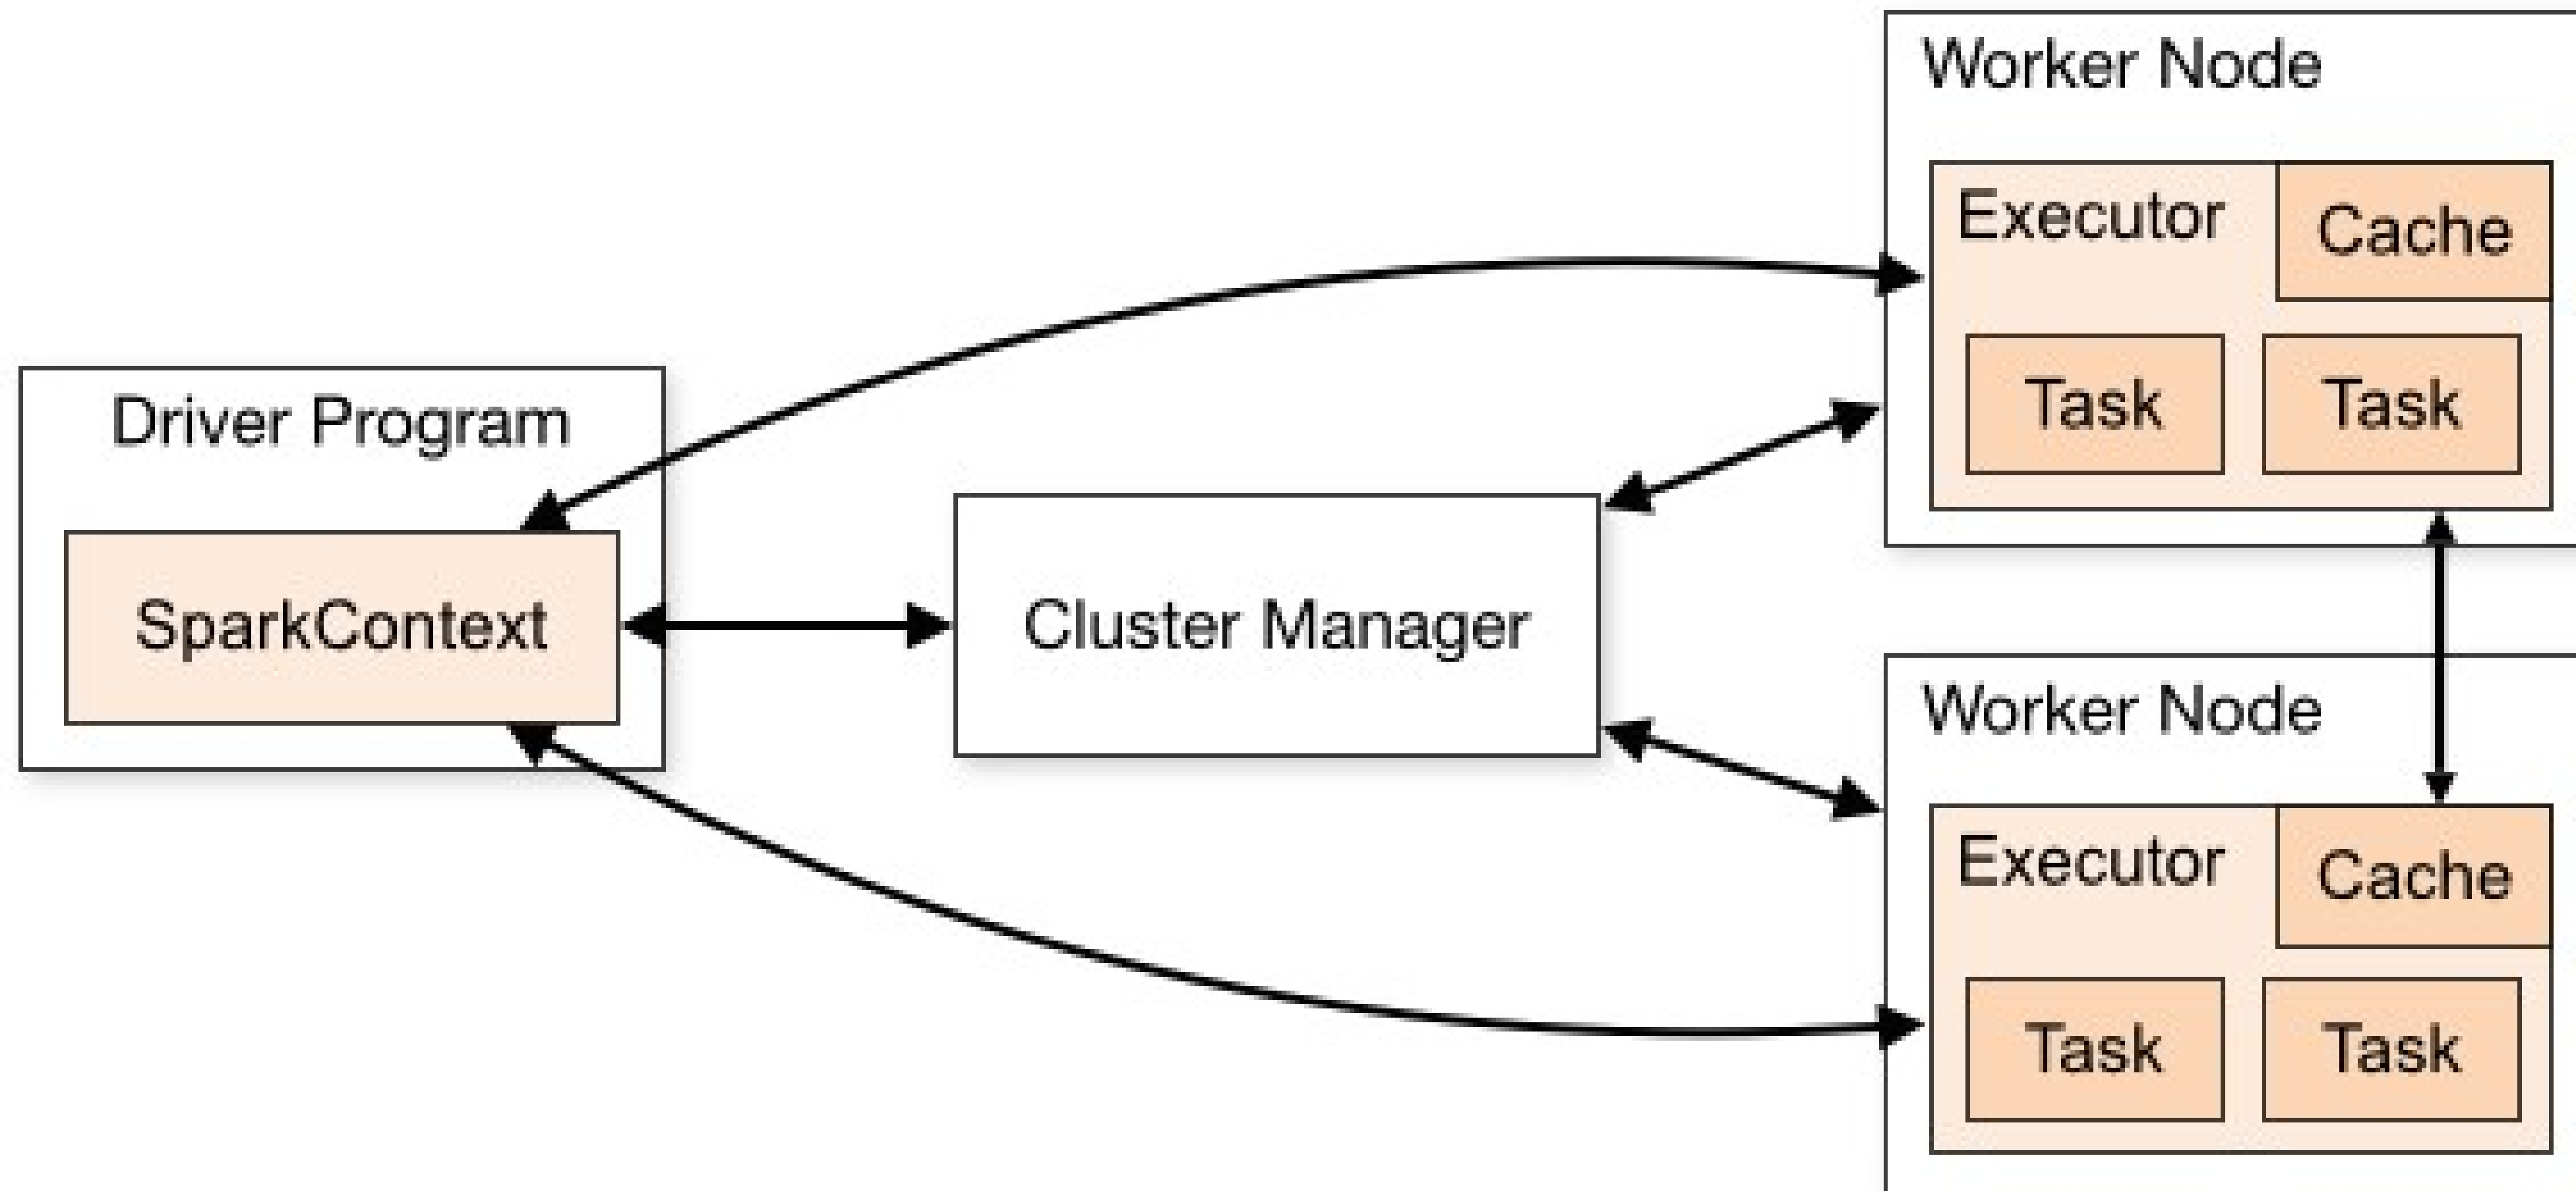 Driver Program
SparkContext
Cluster Manager
Worker Node
Executor
Cache
Task
Task
Worker Node
Executor
Cache
Task
Task